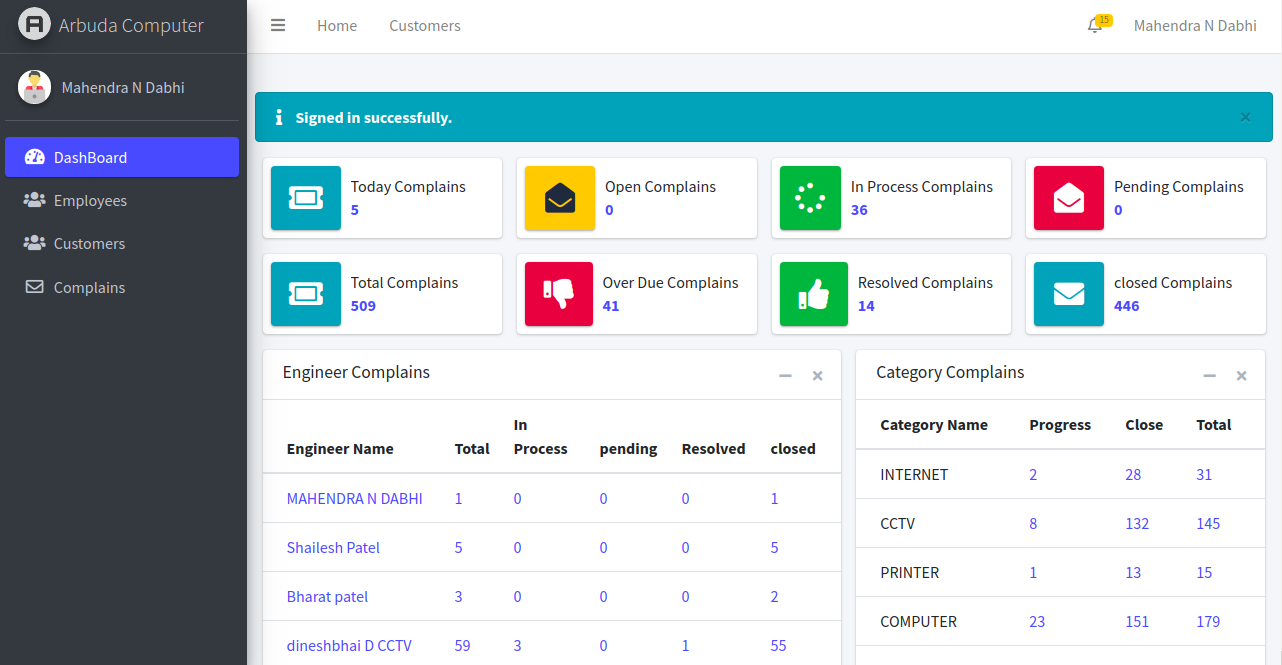 Arbuda Computer
Home
Customers
15
Mahendra N Dabhi
Mahendra N Dabhi
DashBoard
Employees
Customers
Complains
Signed in successfully.
Today Complains
5
Open Complains
0
In Process Complains
36
Pending Complains
0
Total Complains
509
Over Due Complains
41
Resolved Complains
14
closed Complains
446
Engineer Complains
Engineer Name Total In Process pending Resolved closed
MAHENDRA N DABHI 1 0 0 0 1
Shailesh Patel 5 0 0 0 5
Bharat patel 3 0 0 0 2
dineshbhai D CCTV 59 3 0 1 55
Category Complains
Category Name Progress Close Total
INTERNET 2 28 31
CCTV 8 132 145
PRINTER 1 13 15
COMPUTER 23 151 179